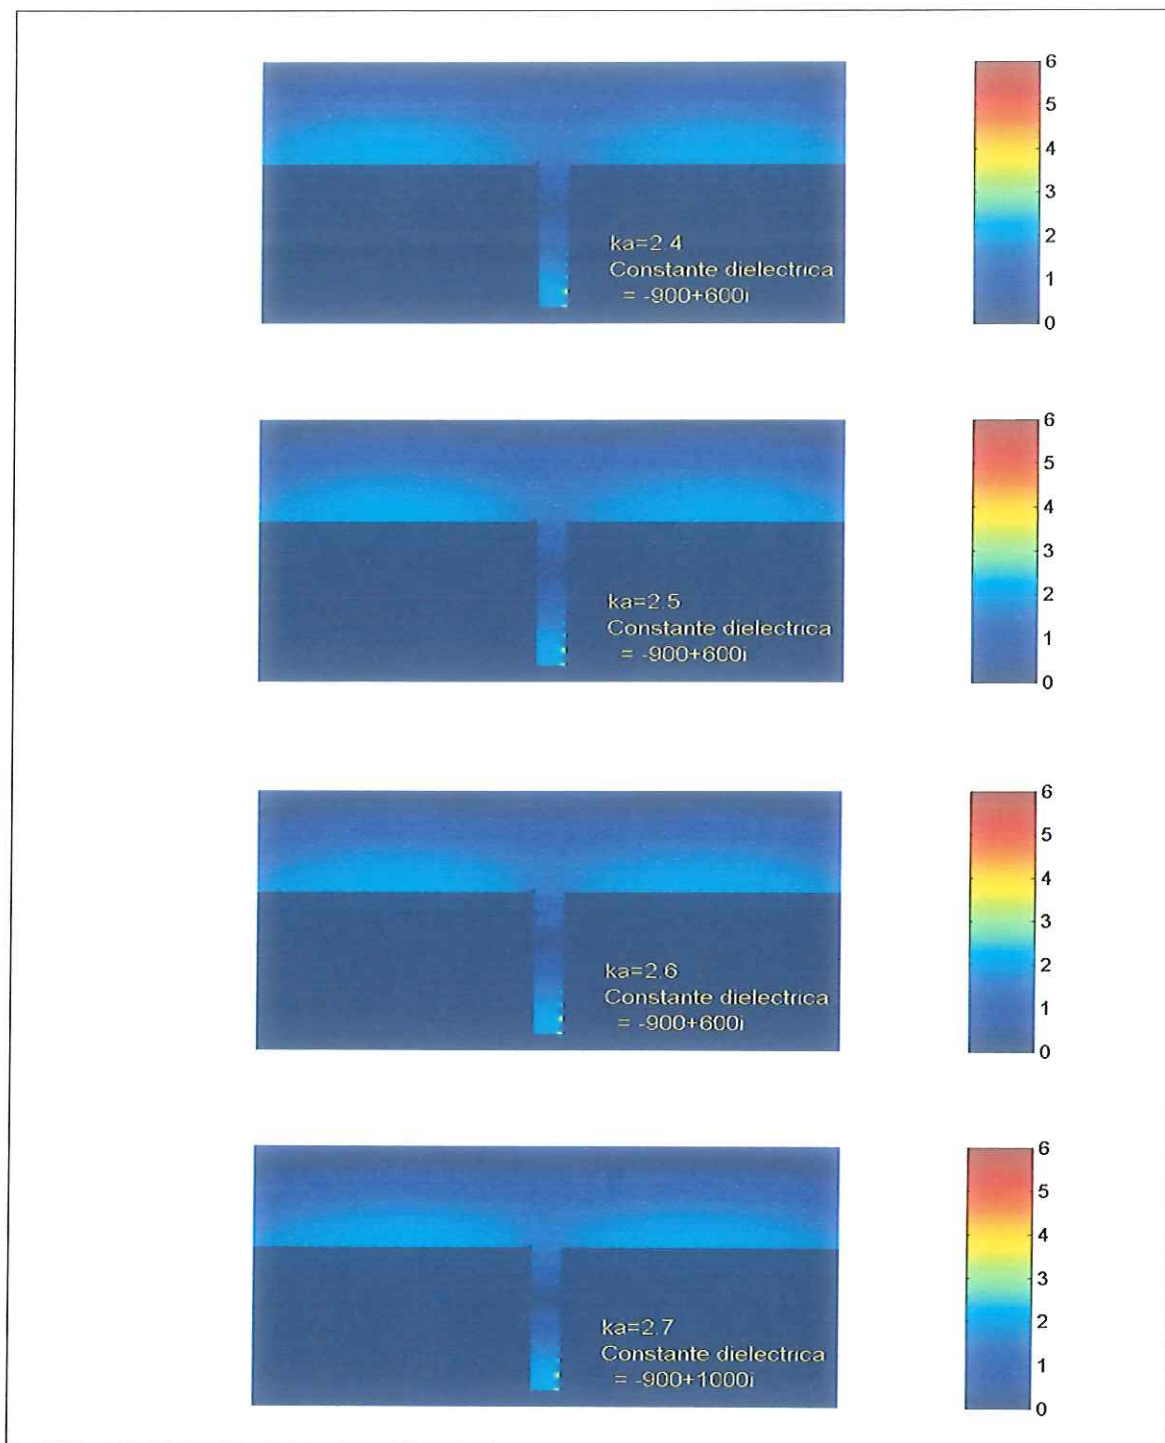 6
5
4
3
2
1
0
ka=2.4
Constante dielectrica
= -900+600i
6
5
4
3
2
1
0
ka=2.5
Constante dielectrica
= -900+600i
6
5
4
3
2
1
0
ka=2.6
Constante dielectrica
= -900+600i
6
5
4
3
2
1
0
ka=2.7
Constante dielectrica
= -900+1000i